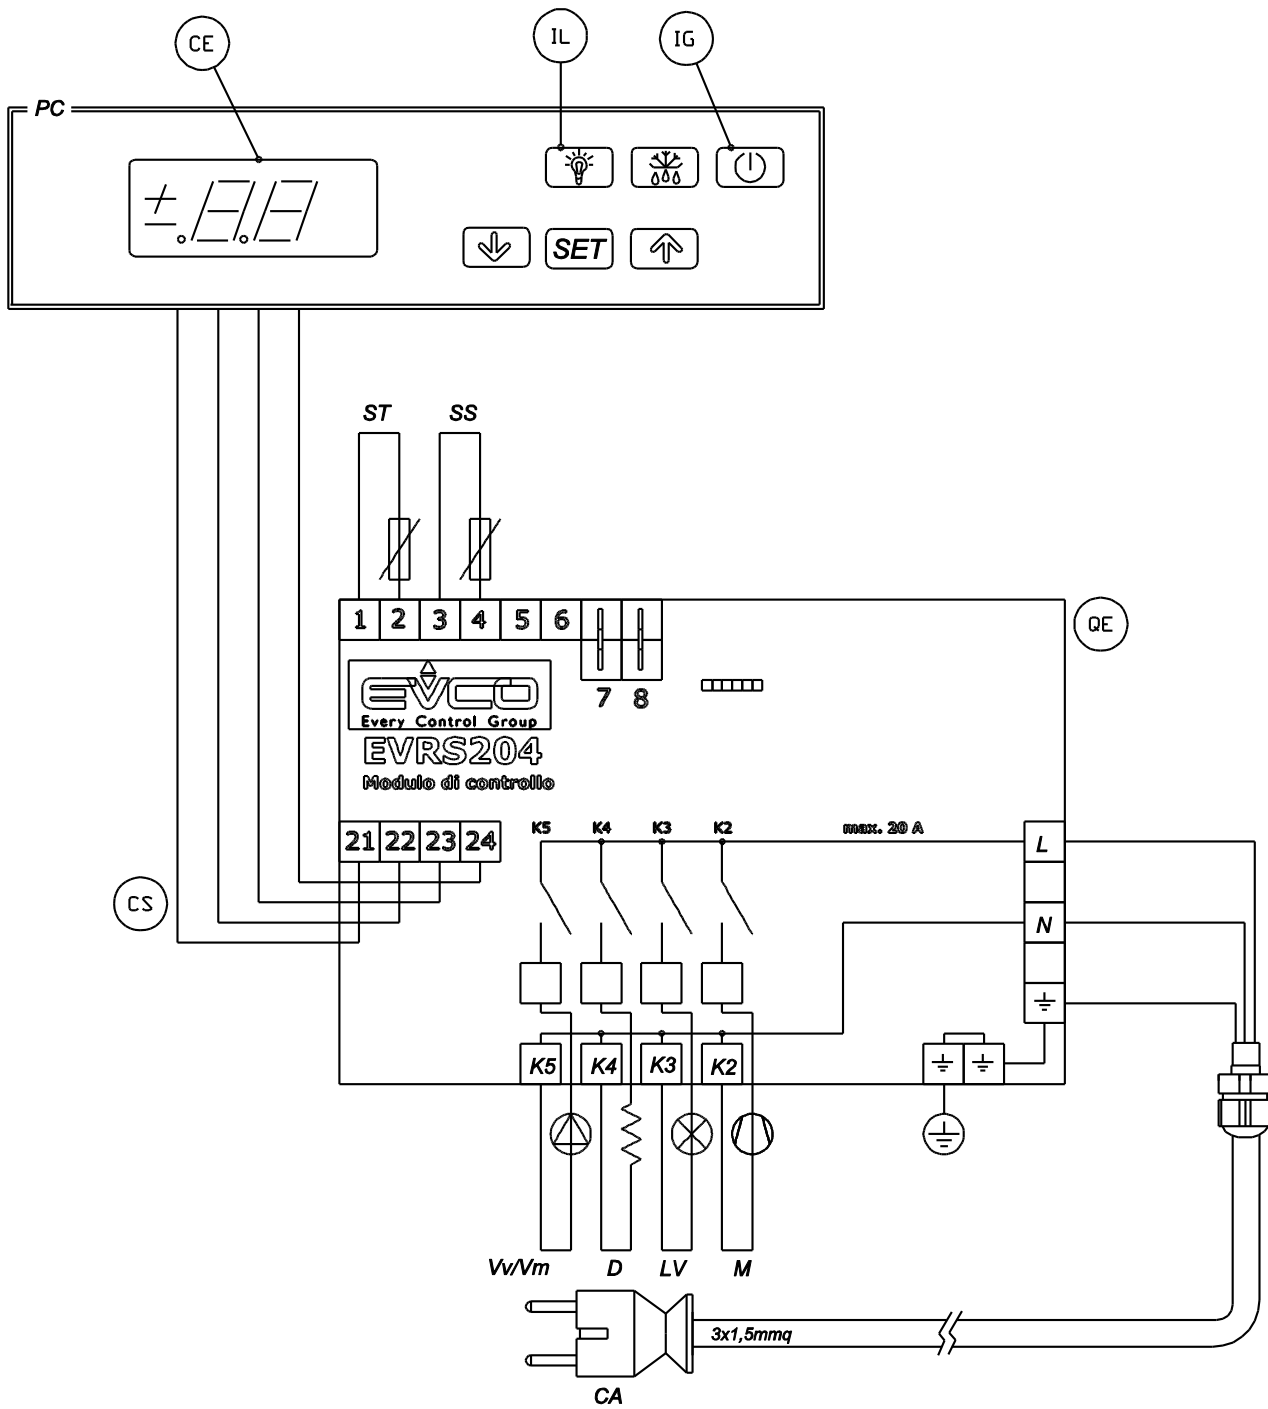 CE
IL
IG
PC
SET
ST
SS
1
2
3
4
5
6
QE
7
8
EVCO
Every Control Group
EVRS204
Modulo di controllo
21
22
23
24
K5
K4
K3
K2
max. 20 A
L
CS
N
K5
K4
K3
K2
Vv/Vm
D
LV
M
3x1,5mmq
CA